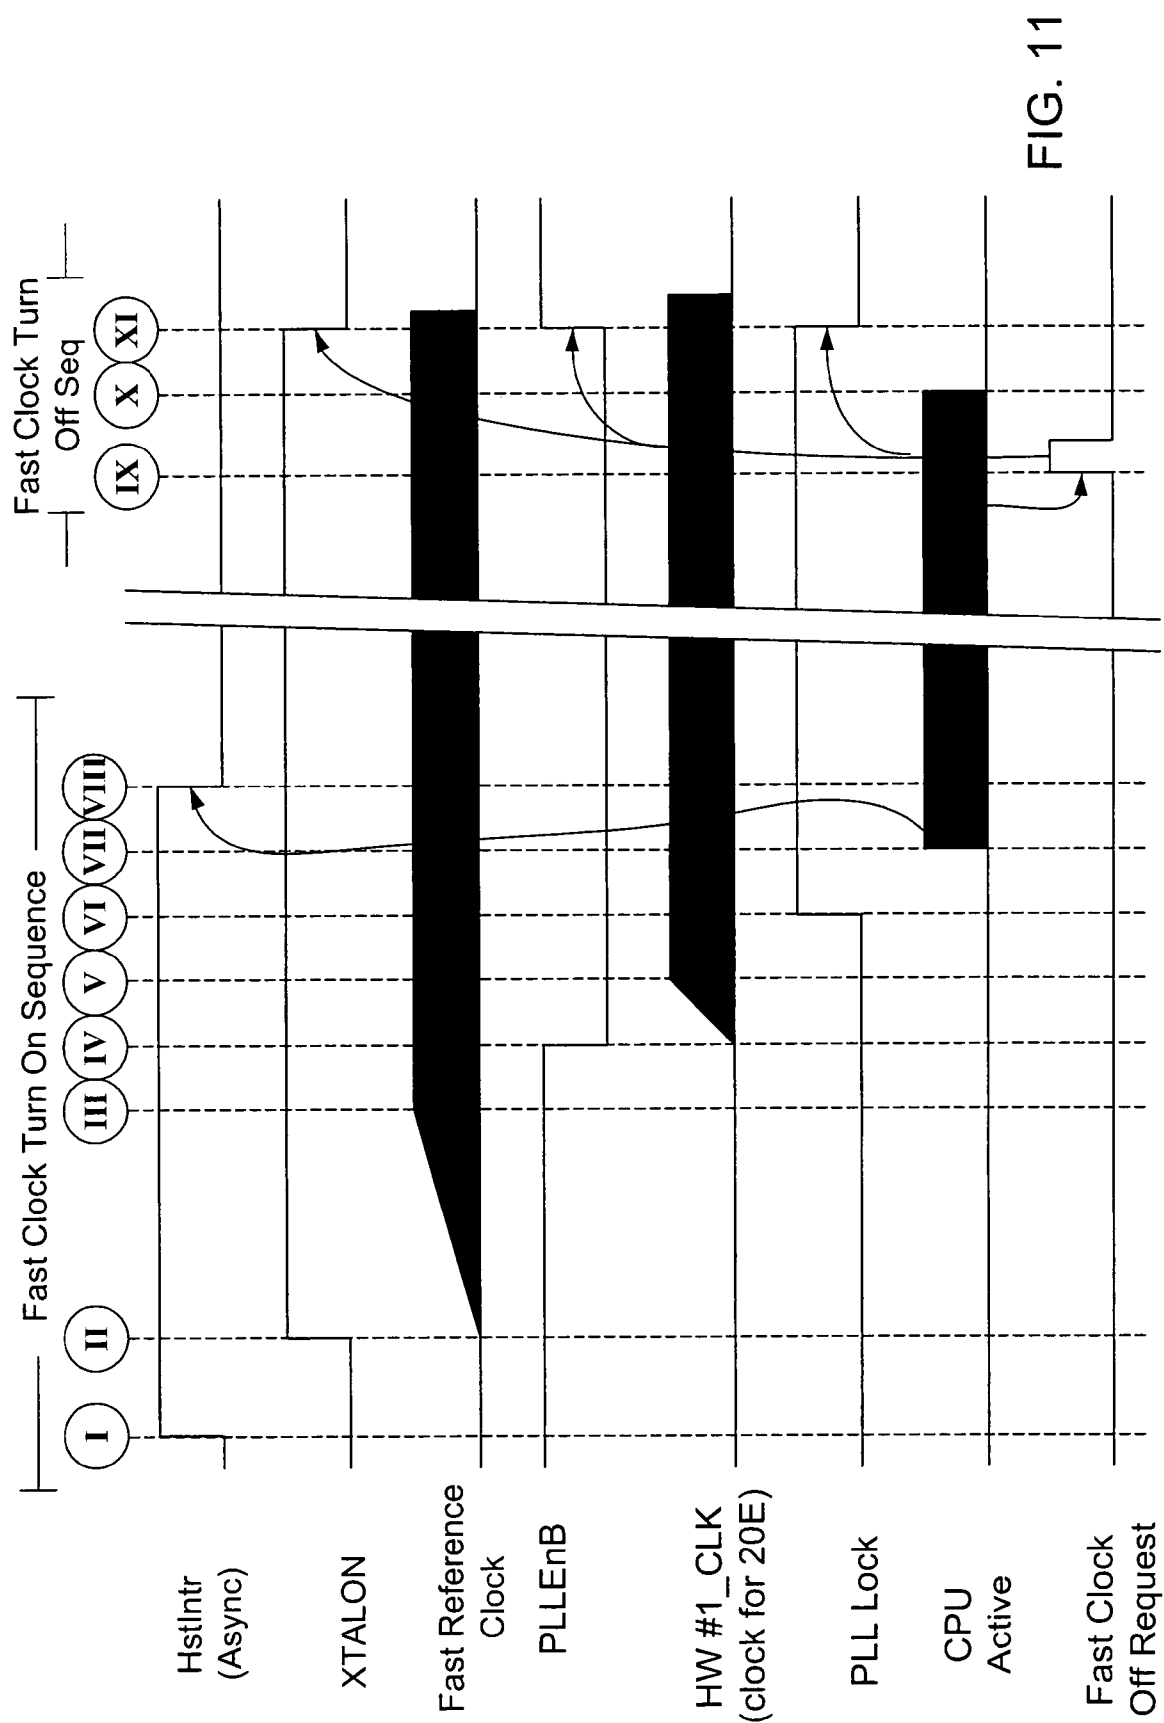 Fast Clock Turn On Sequence
Fast Clock Turn
Off Seq
I
II
III
IV
V
VI
VII
VIII
IX
X
XI
HstIntr
(Async)
XTALON
Fast Reference
Clock
PLLEnB
HW #1_CLK
(clock for 20E)
PLL Lock
CPU
Active
Fast Clock
Off Request
FIG. 11